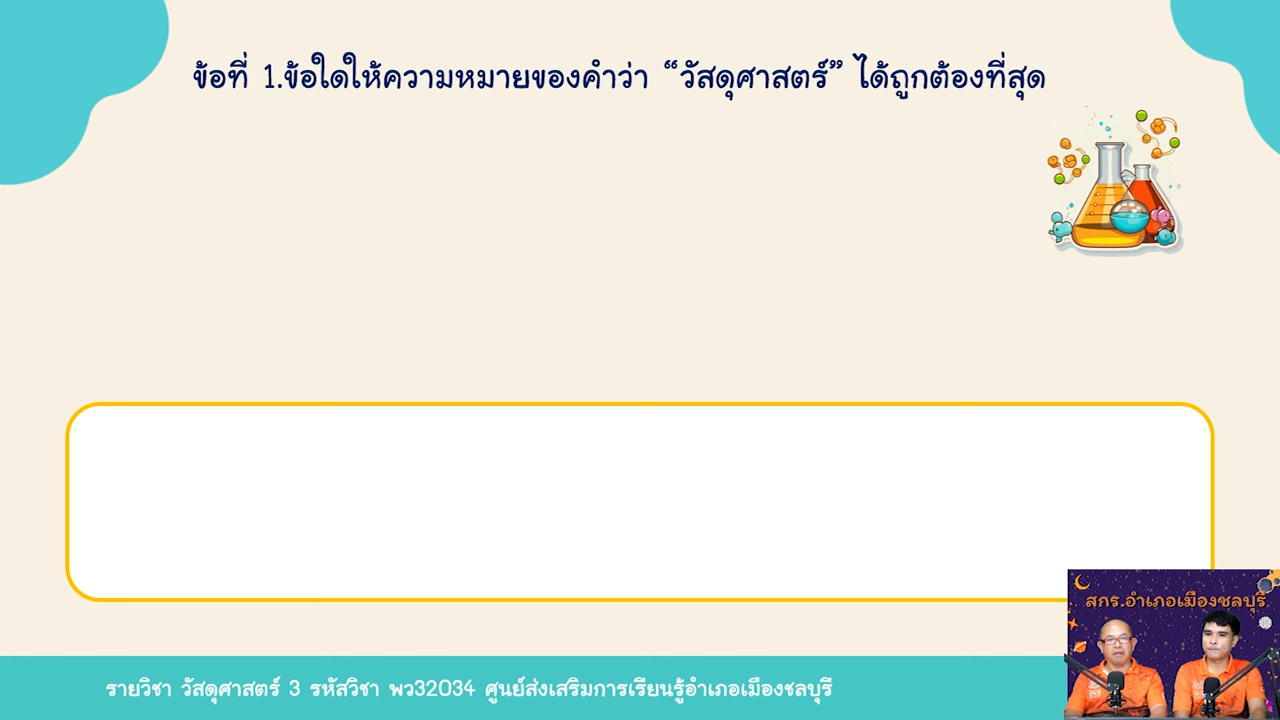 ข้อที่ 1.ข้อใดให้ความหมายของคำว่า “วัสดุศาสตร์” ได้ถูกต้องที่สุด
สกร.อำเภอเมืองชลบุรี
รายวิชา วัสดุศาสตร์ 3 รหัสวิชา พว32034 ศูนย์ส่งเสริมการเรียนรู้อำเภอเมืองชลบุรี